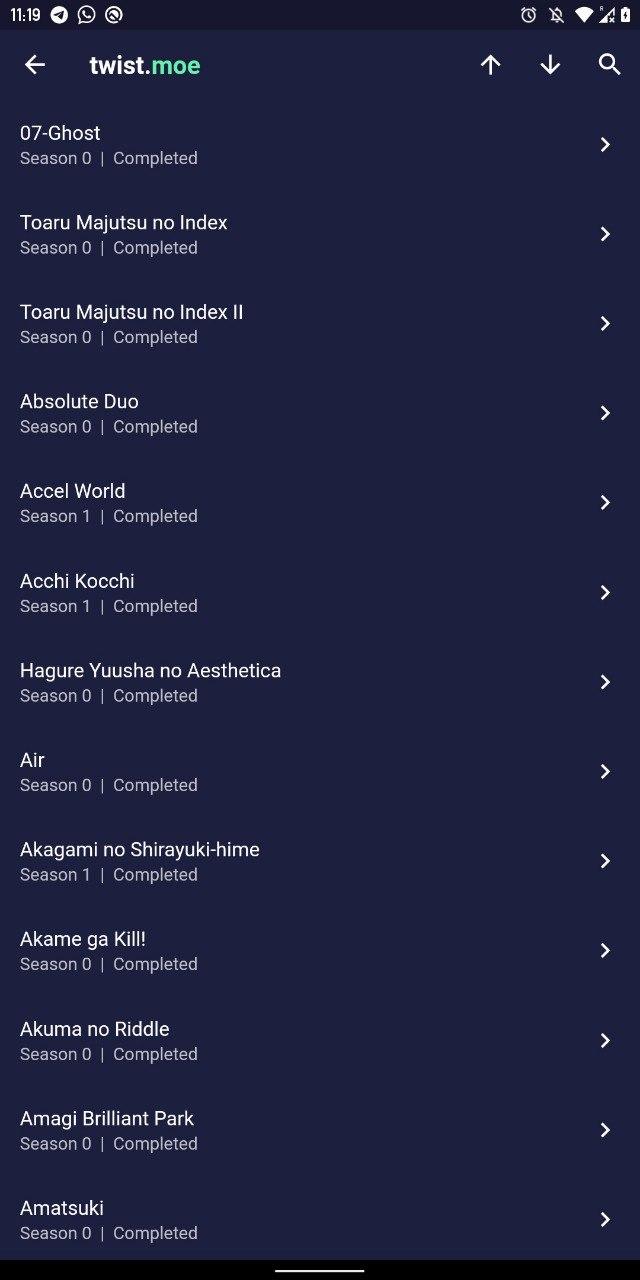 11:19
twist.moe
07-Ghost
Season 0 | Completed
Toaru Majutsu no Index
Season 0 | Completed
Toaru Majutsu no Index II
Season 0 | Completed
Absolute Duo
Season 0 | Completed
Accel World
Season 1 | Completed
Acchi Kocchi
Season 1 | Completed
Hagure Yuusha no Aesthetica
Season 0 | Completed
Air
Season 0 | Completed
Akagami no Shirayuki-hime
Season 1 | Completed
Akame ga Kill!
Season 0 | Completed
Akuma no Riddle
Season 0 | Completed
Amagi Brilliant Park
Season 0 | Completed
Amatsuki
Season 0 | Completed